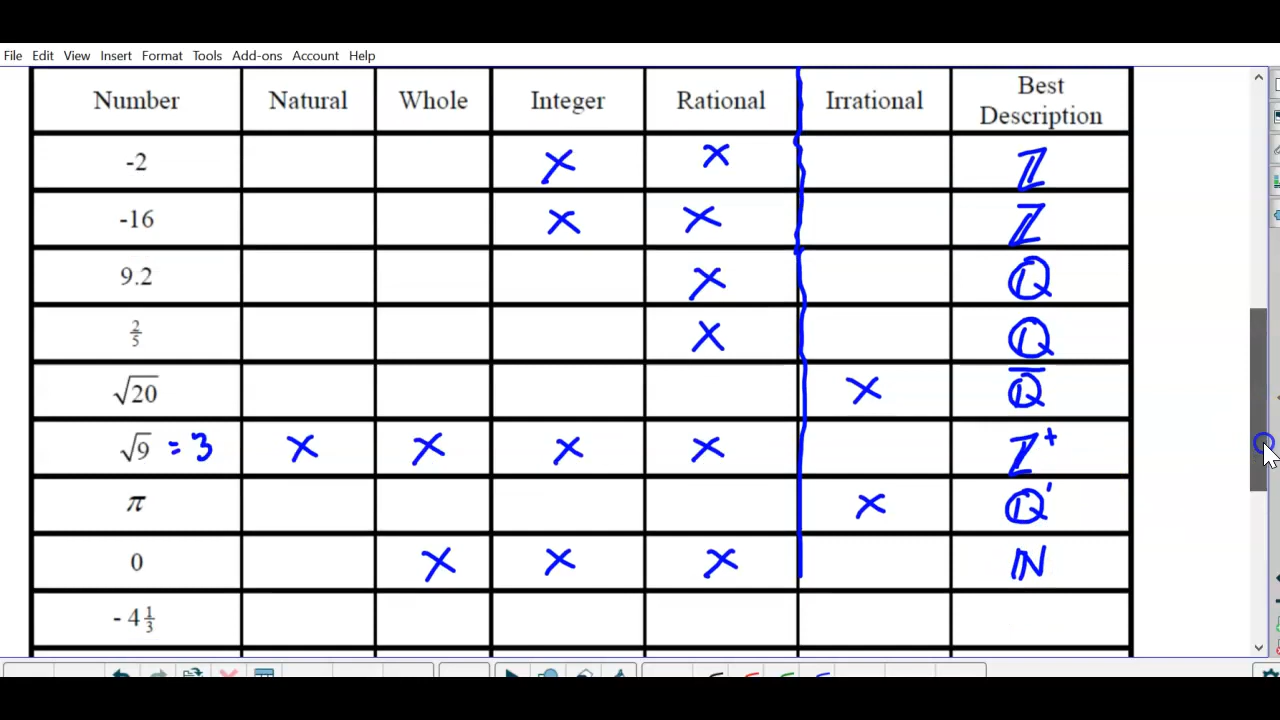 File Edit View Insert Format Tools Add-ons Account Help
Number Natural Whole Integer Rational Irrational Best Description
-2 × × ℤ
-16 × × ℤ
9.2 × ℚ
2/5 × ℚ
√20 × ℚ̅
√9 = 3 × × × × ℤ⁺
π × ℚ'
0 × × × ℕ
- 4 1/3